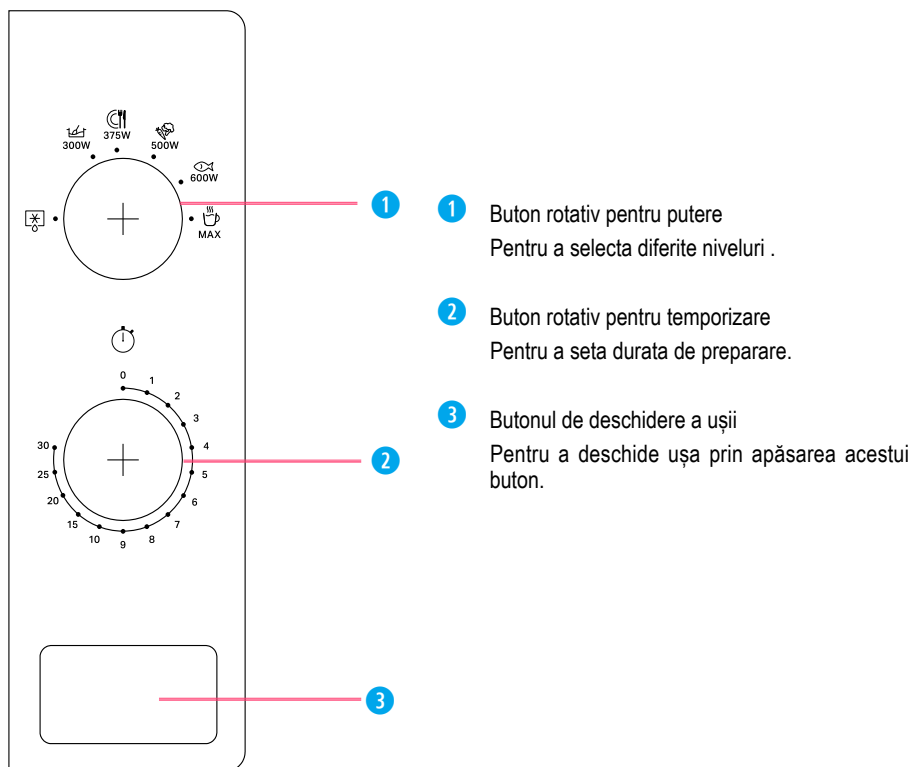 375W
300W
500W
600W
MAX
1
1 Buton rotativ pentru putere
Pentru a selecta diferite niveluri .
2 Buton rotativ pentru temporizare
Pentru a seta durata de preparare.
0
1
2
3
4
5
6
7
8
9
10
15
20
25
30
2
3 Butonul de deschidere a ușii
Pentru a deschide ușa prin apăsarea acestui
buton.
3